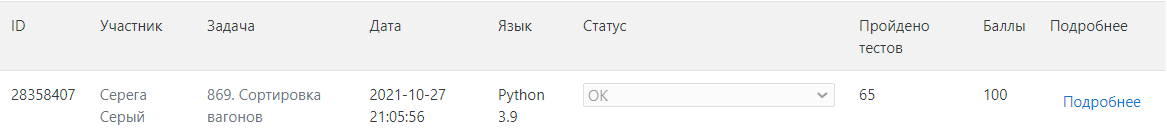 ID Участник Задача Дата Язык Статус Пройдено тестов Баллы Подробнее
28358407 Серега Серый 869. Сортировка вагонов 2021-10-27 21:05:56 Python 3.9 OK 65 100 Подробнее